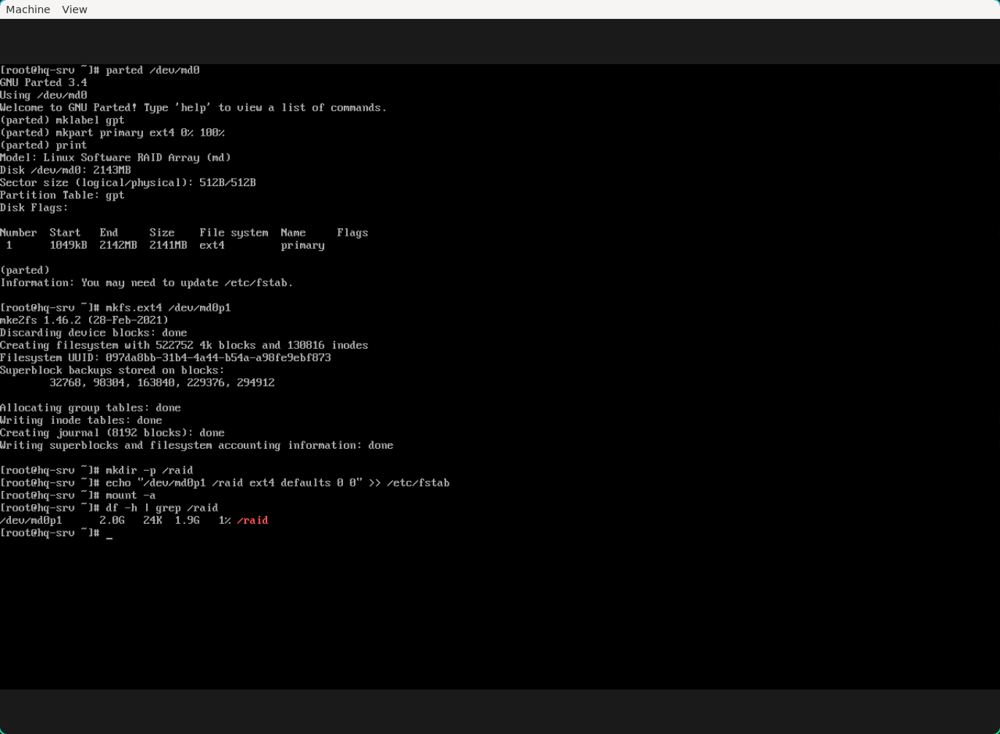 Machine View
[root@hq-srv ~]# parted /dev/md0
GNU Parted 3.4
Using /dev/md0
Welcome to GNU Parted! Type 'help' to view a list of commands.
(parted) mklabel gpt
(parted) mkpart primary ext4 0% 100%
(parted) print
Model: Linux Software RAID Array (md)
Disk /dev/md0: 2143MB
Sector size (logical/physical): 512B/512B
Partition Table: gpt
Disk Flags:
Number  Start   End     Size    File system  Name     Flags
 1      1049kB  2142MB  2141MB  ext4         primary
(parted)
Information: You may need to update /etc/fstab.
[root@hq-srv ~]# mkfs.ext4 /dev/md0p1
mke2fs 1.46.2 (28-Feb-2021)
Discarding device blocks: done
Creating filesystem with 522752 4k blocks and 130816 inodes
Filesystem UUID: 097da8bb-31b4-4a44-b54a-a98fe9ebf873
Superblock backups stored on blocks:
        32768, 98304, 163840, 229376, 294912
Allocating group tables: done
Writing inode tables: done
Creating journal (8192 blocks): done
Writing superblocks and filesystem accounting information: done
[root@hq-srv ~]# mkdir -p /raid
[root@hq-srv ~]# echo "/dev/md0p1 /raid ext4 defaults 0 0" >> /etc/fstab
[root@hq-srv ~]# mount -a
[root@hq-srv ~]# df -h | grep /raid
/dev/md0p1      2.0G   24K  1.9G   1% /raid
[root@hq-srv ~]# _